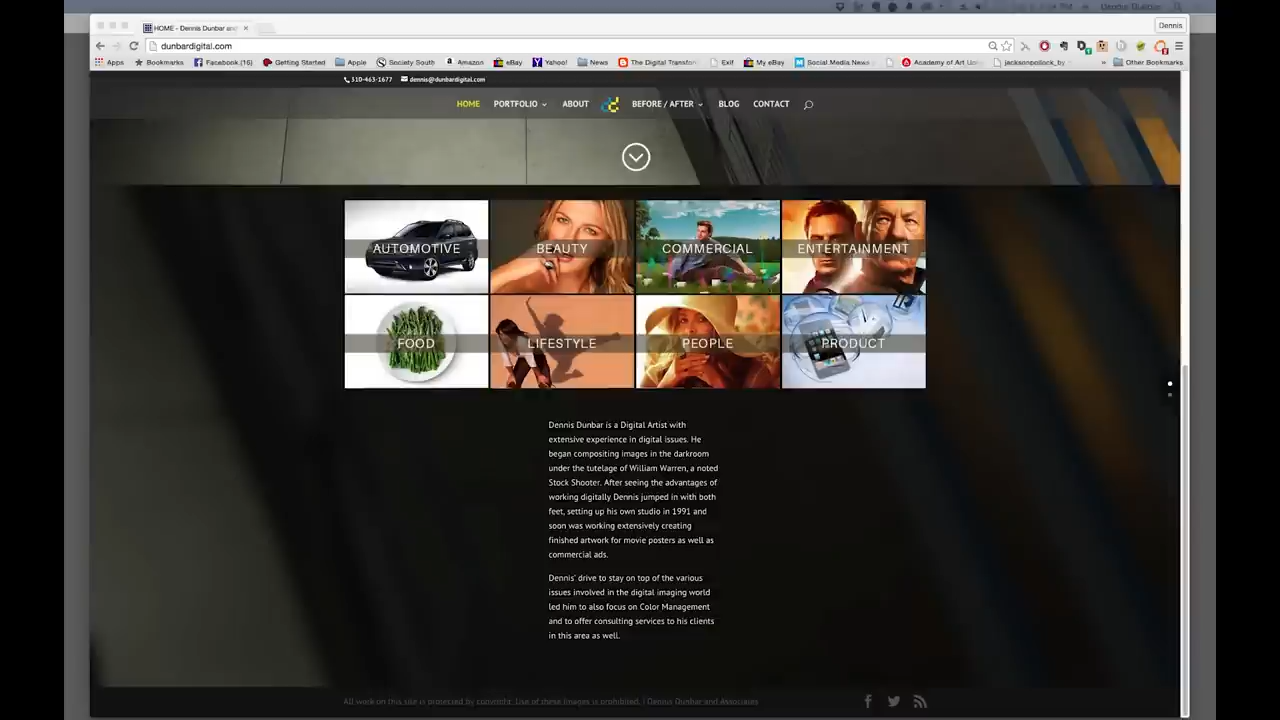 HOME - Dennis Dunbar and
Dennis
dunbardigital.com
Apps Bookmarks Facebook (16) Getting Started Apple Society South Amazon eBay Yahoo! News The Digital Transfor Exif My eBay Social Media News Academy of Art Uni jacksonpollock_by_ » Other Bookmarks
310-463-1677 dennis@dunbardigital.com
HOME PORTFOLIO ABOUT BEFORE / AFTER BLOG CONTACT
AUTOMOTIVE BEAUTY COMMERCIAL ENTERTAINMENT
FOOD LIFESTYLE PEOPLE PRODUCT
Dennis Dunbar is a Digital Artist with
extensive experience in digital issues. He
began compositing images in the darkroom
under the tutelage of William Warren, a noted
Stock Shooter. After seeing the advantages of
working digitally Dennis jumped in with both
feet, setting up his own studio in 1991 and
soon was working extensively creating
finished artwork for movie posters as well as
commercial ads.
Dennis' drive to stay on top of the various
issues involved in the digital imaging world
led him to also focus on Color Management
and to offer consulting services to his clients
in this area as well.
All work on this site is protected by copyright. Use of these images is prohibited. | Dennis Dunbar and Associates